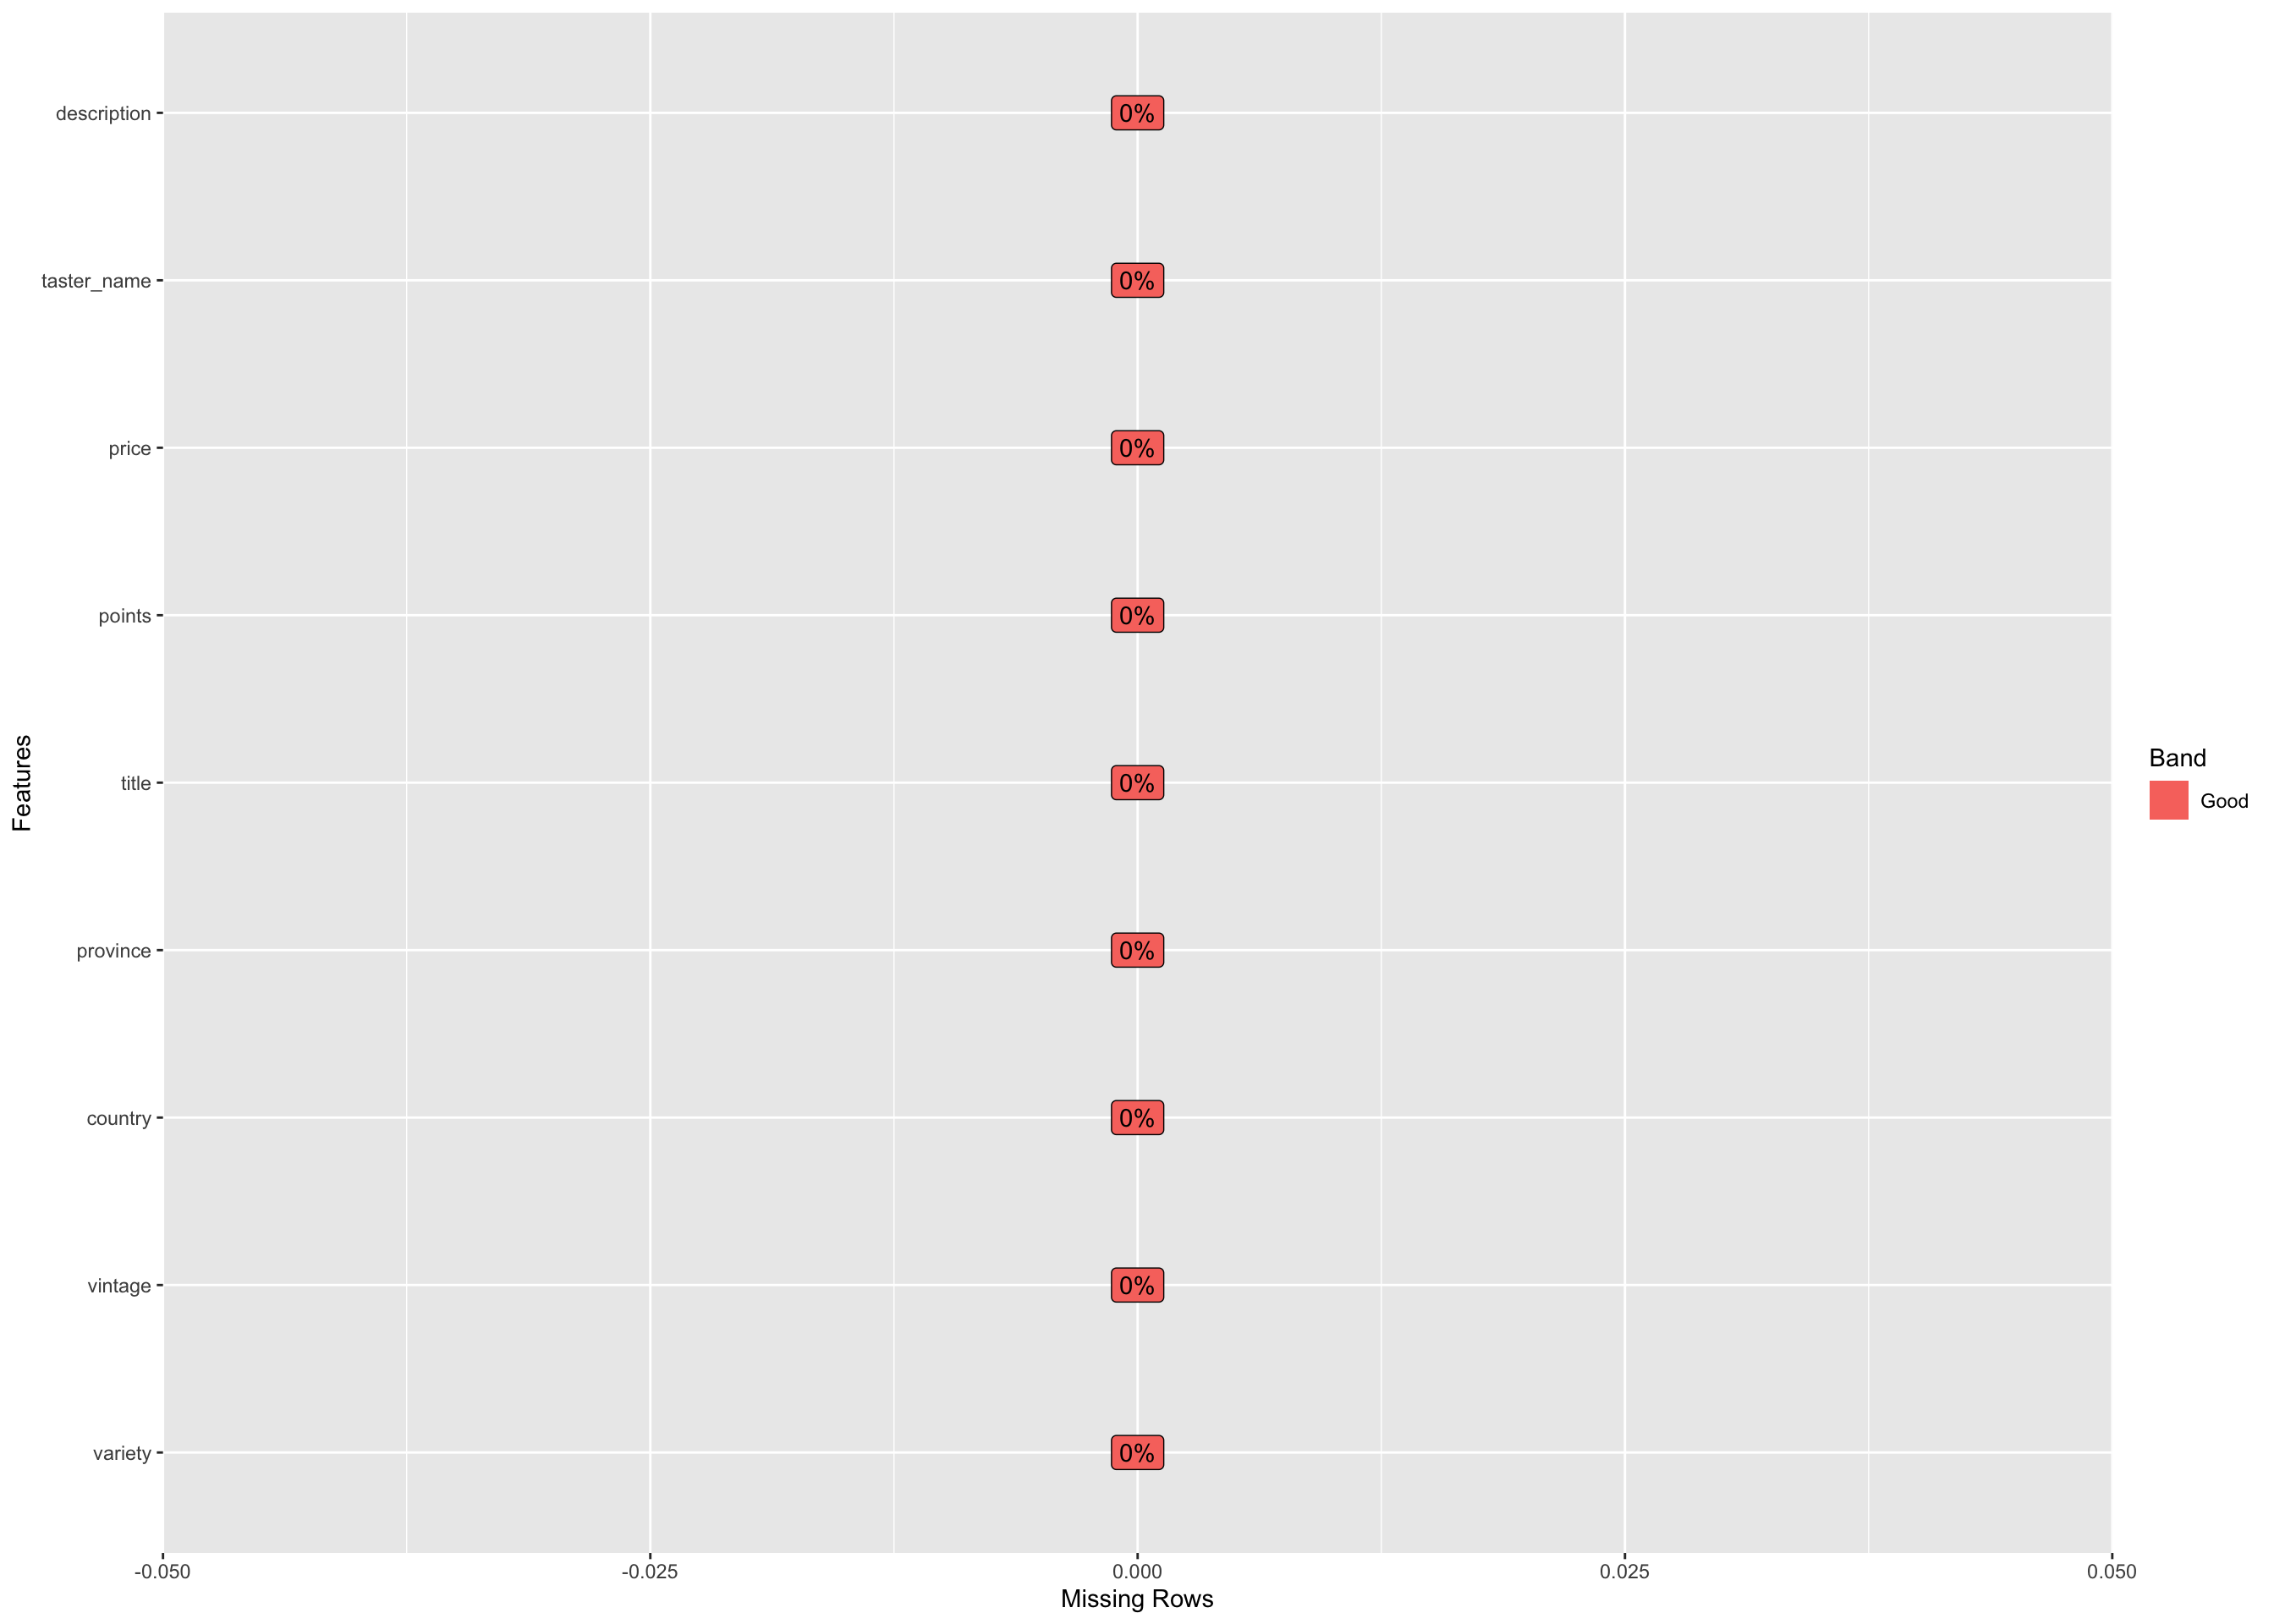 description
0%
taster_name
0%
price
0%
points
0%
title
0%
province
0%
country
0%
vintage
0%
variety
0%
Features
-0.050
-0.025
0.000
0.025
0.050
Missing Rows
Band
Good